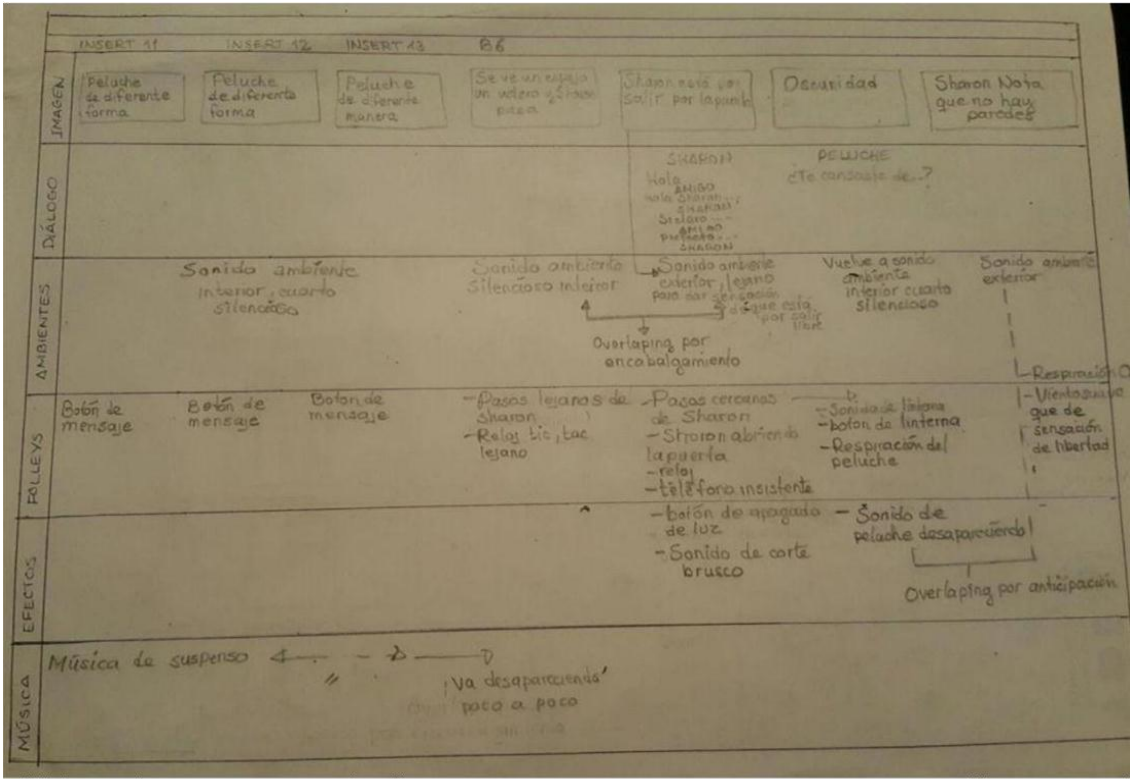 INSERT 11
INSERT 12
INSERT 13
B6
IMAGEN
Peluche
de diferente
forma
Peluche
de diferente
forma
Peluche
de diferente
manera
Se ve un espejo
un
Sharon está por
salir por la
Oscuridad
Sharon Nota
que no hay
paredes
DIÁLOGO
SHARON
Hola
AMIGO
Hola Sharon...
SHARON
AMIGO
SHARON
PELUCHE
¿Te cansaste de..?
AMBIENTES
Sonido ambiente
interior, cuarto
silencioso
Sonido ambiente
silencioso interior
Sonido ambiente
exterior, lejano
para dar sensación
de que está
por salir
libre
Overlaping por
encabalgamiento
Vuelve a sonido
ambiente
interior cuarto
silencioso
Sonido ambiente
exterior
FOLLEYS
Botón de
mensaje
Botón de
mensaje
Boton de
mensaje
-Pasos lejanos de
Sharon
-Reloj tic, tac
lejano
-Pasos cercanos
de Sharon
-Sharon abriendo
la puerta
-reloj
-teléfono insistente
-Sonido de linterna
-boton de linterna
-Respiración del
peluche
-Respiración
-Viento suave
que de
sensación
de libertad
EFECTOS
-botón de apagado
de luz
-Sonido de corte
brusco
-Sonido de
peluche desapareciendo
Overlaping por anticipación
MÚSICA
Música de suspenso
"
Va desapareciendo
poco a poco